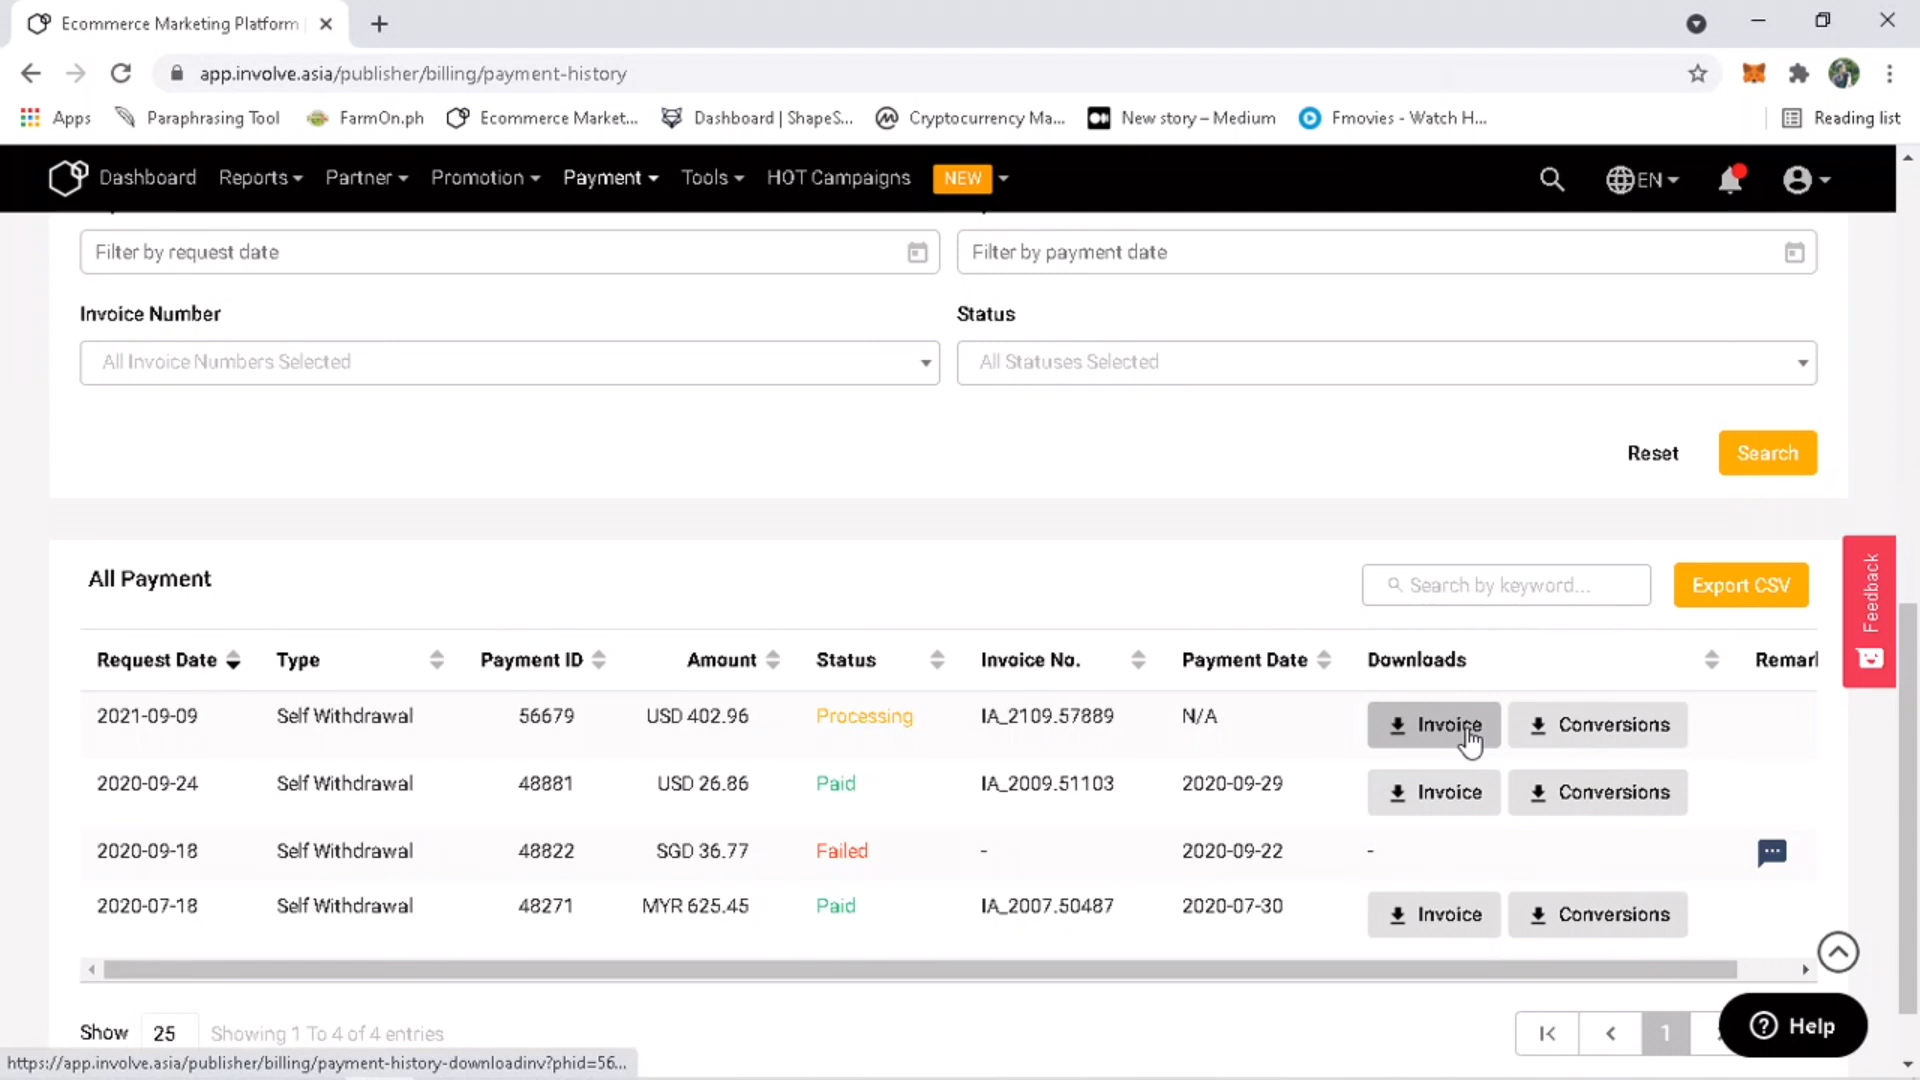 Ecommerce Marketing Platform
app.involve.asia/publisher/billing/payment-history
Apps Paraphrasing Tool FarmOn.ph Ecommerce Market... Dashboard | ShapeS... Cryptocurrency Ma... New story – Medium Fmovies - Watch H... Reading list
Dashboard Reports Partner Promotion Payment Tools HOT Campaigns NEW EN
Filter by request date Filter by payment date
Invoice Number Status
All Invoice Numbers Selected All Statuses Selected
Reset Search
Feedback
All Payment Search by keyword... Export CSV
Request Date Type Payment ID Amount Status Invoice No. Payment Date Downloads Remar
2021-09-09 Self Withdrawal 56679 USD 402.96 Processing IA_2109.57889 N/A Invoice Conversions
2020-09-24 Self Withdrawal 48881 USD 26.86 Paid IA_2009.51103 2020-09-29 Invoice Conversions
2020-09-18 Self Withdrawal 48822 SGD 36.77 Failed - 2020-09-22 -
2020-07-18 Self Withdrawal 48271 MYR 625.45 Paid IA_2007.50487 2020-07-30 Invoice Conversions
Show 25 Showing 1 To 4 of 4 entries 1 Help
https://app.involve.asia/publisher/billing/payment-history-downloadinv?phid=56...